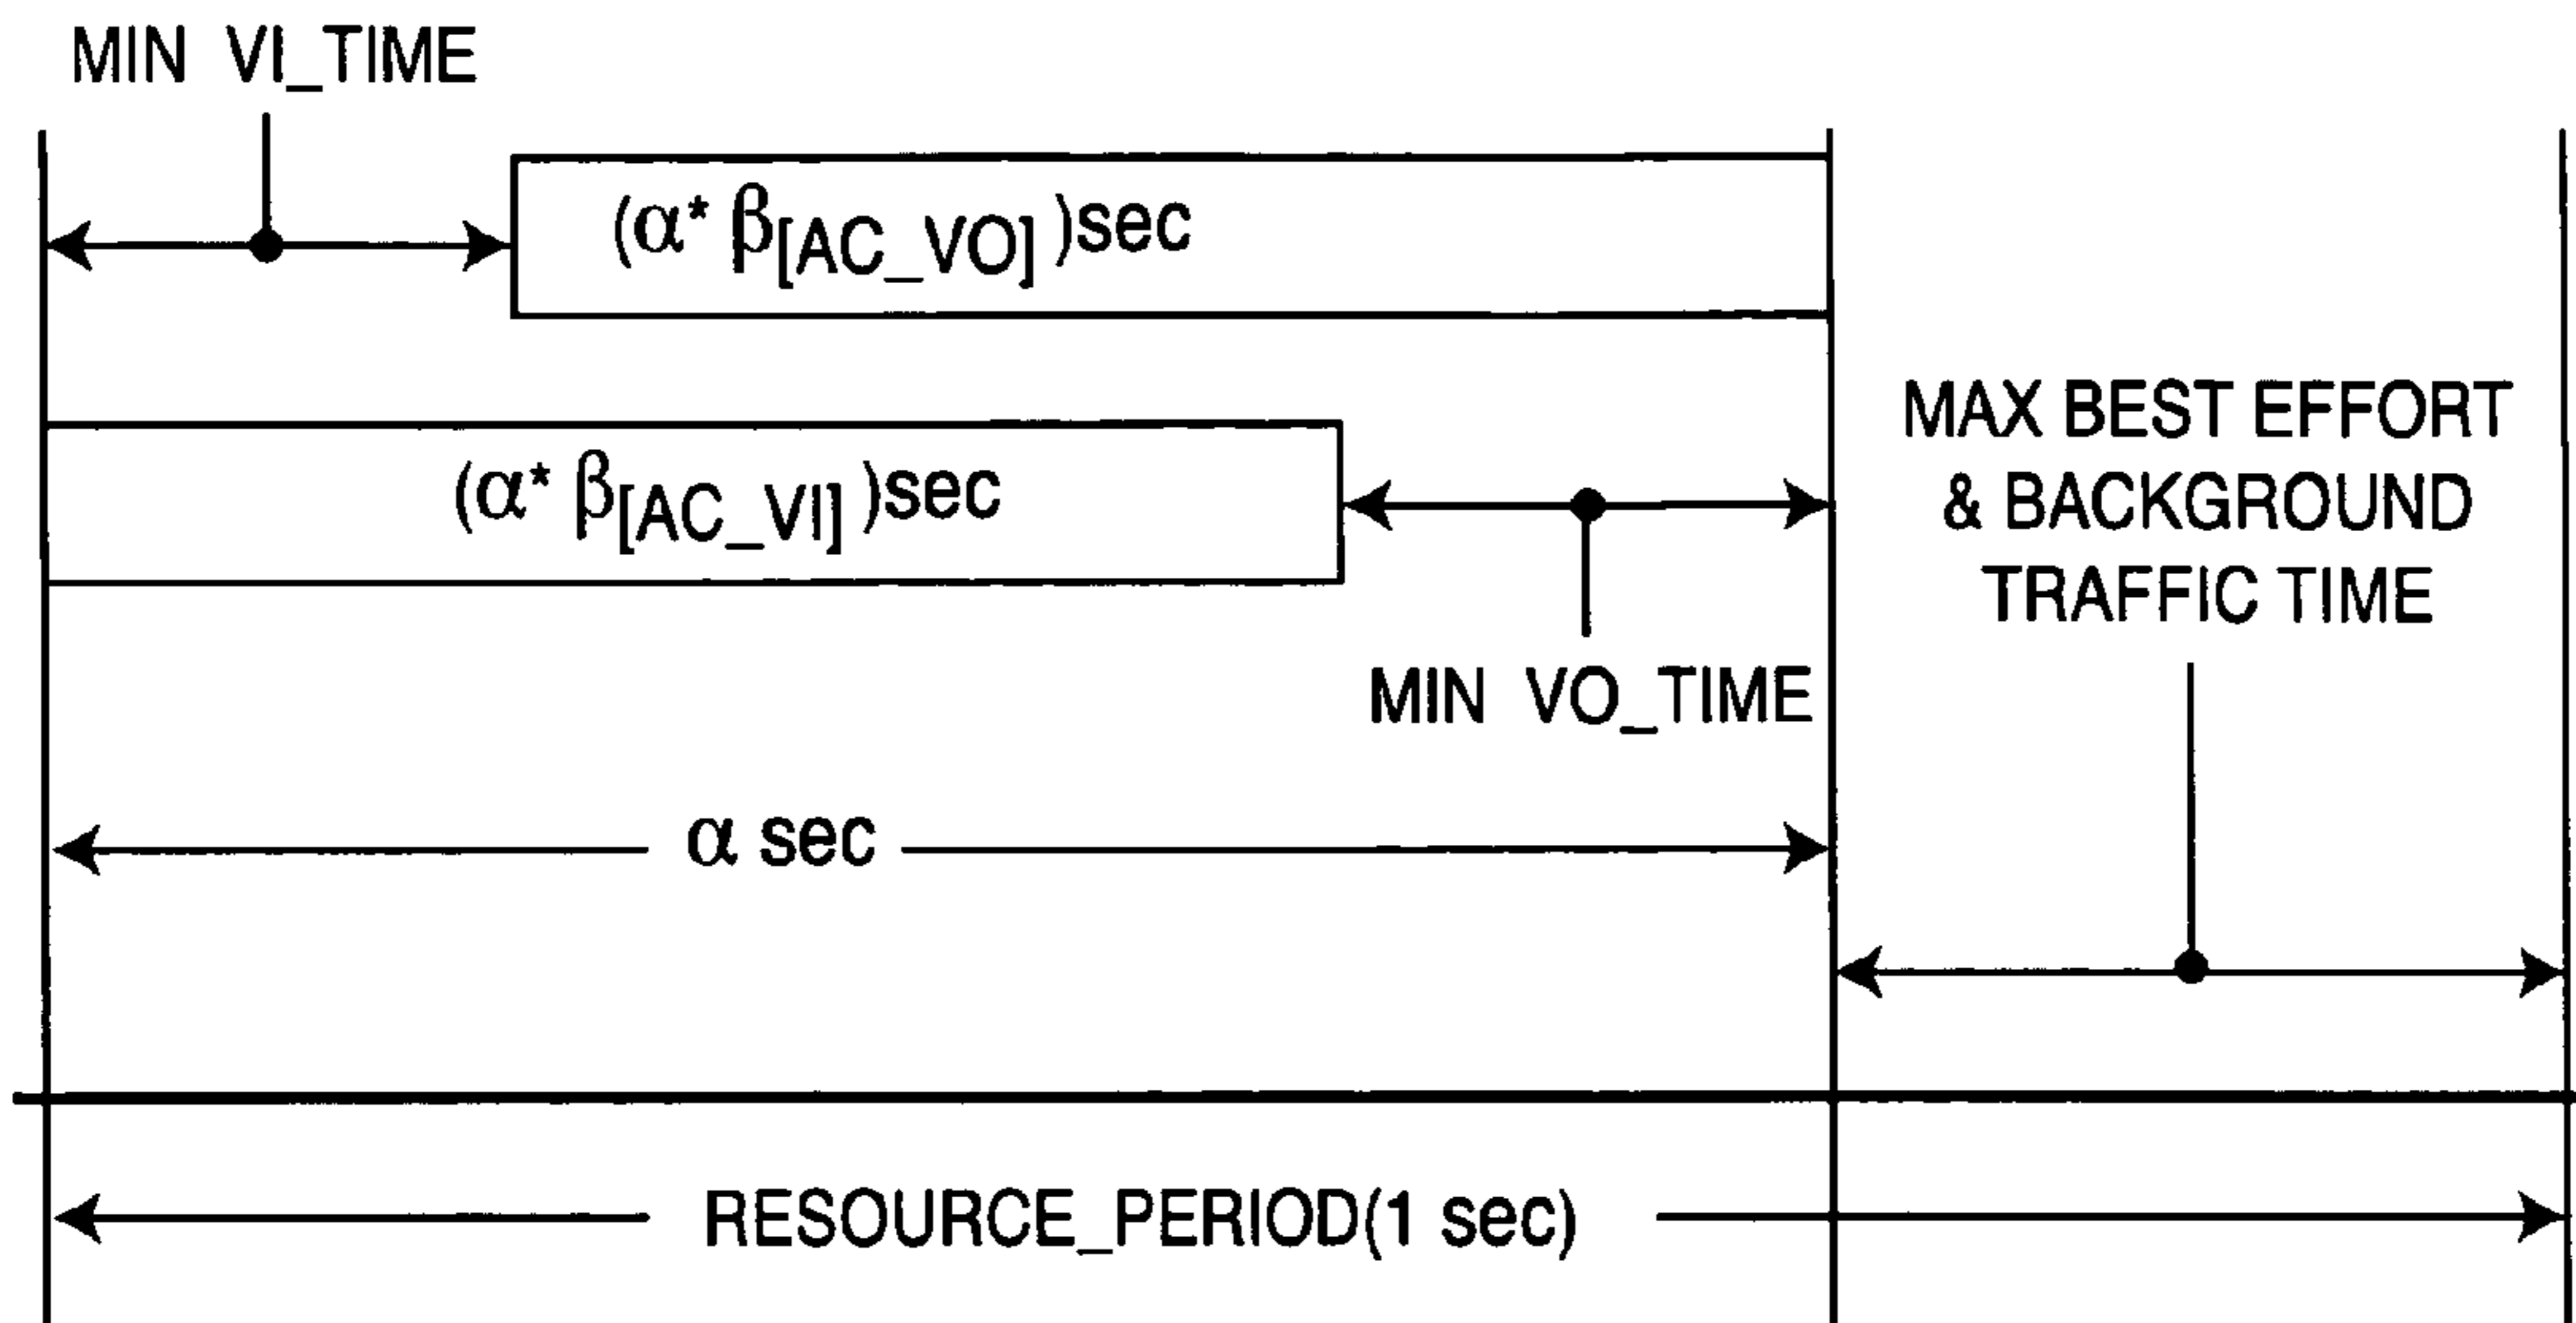 MIN VI_TIME
(α* β[AC_VO] )sec
(α* β[AC_VI] )sec
MIN VO_TIME
MAX BEST EFFORT
& BACKGROUND
TRAFFIC TIME
α sec
RESOURCE_PERIOD(1 sec)